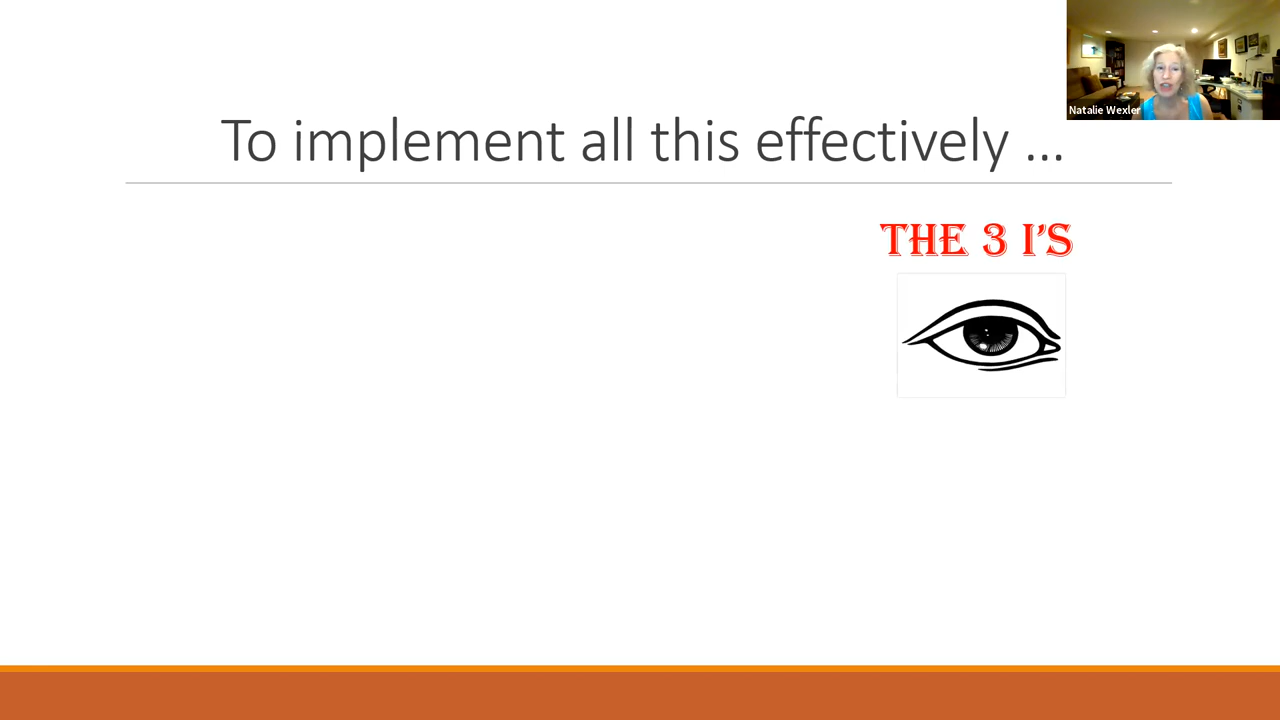 Natalie Wexler
To implement all this effectively ...
THE 3 I'S